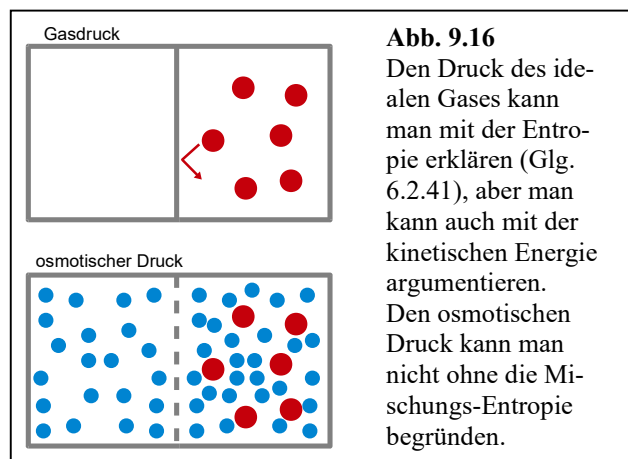 Gasdruck
osmotischer Druck
Abb. 9.16
Den Druck des ide-
alen Gases kann
man mit der Entro-
pie erklären (Glg.
6.2.41), aber man
kann auch mit der
kinetischen Energie
argumentieren.
Den osmotischen
Druck kann man
nicht ohne die Mi-
schungs-Entropie
begründen.